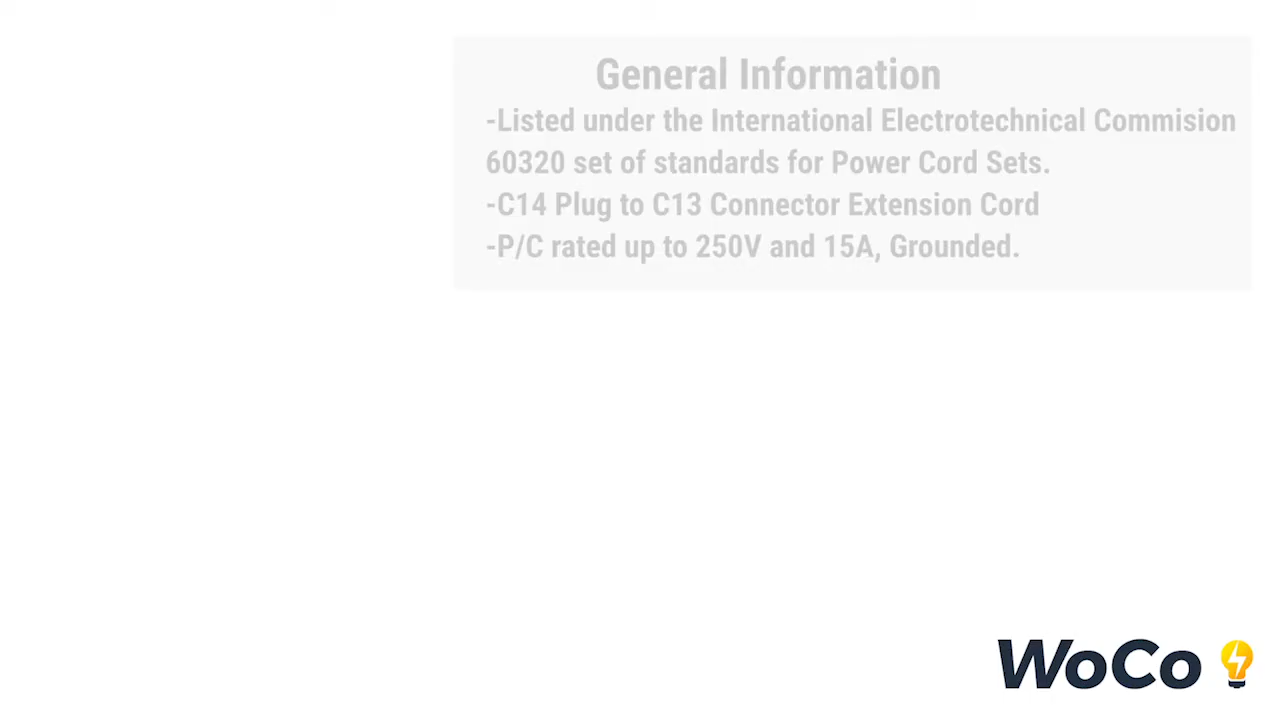 General Information
-Listed under the International Electrotechnical Commision
60320 set of standards for Power Cord Sets.
-C14 Plug to C13 Connector Extension Cord
-P/C rated up to 250V and 15A, Grounded.
WoCo